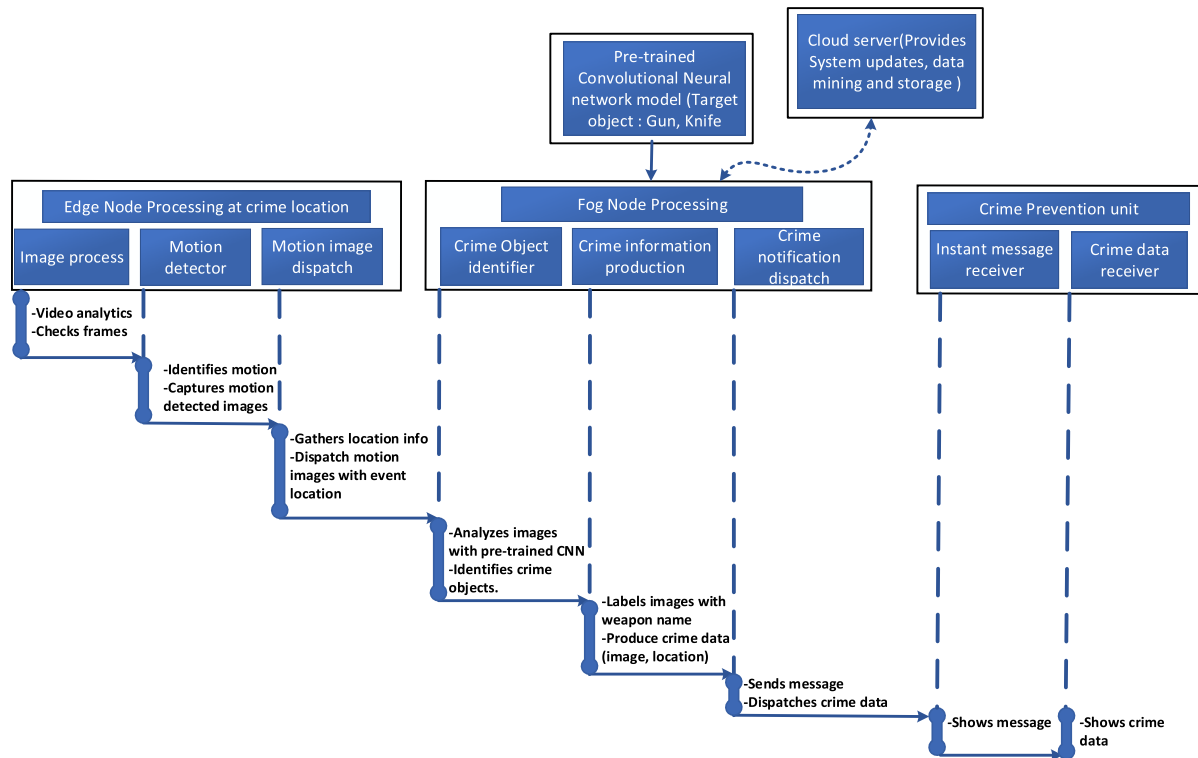 Pre-trained
Convolutional Neural
network model (Target
object : Gun, Knife
Cloud server(Provides
System updates, data
mining and storage )
Edge Node Processing at crime location
Image process
Motion
detector
Motion image
dispatch
Fog Node Processing
Crime Object
identifier
Crime information
production
Crime
notification
dispatch
Crime Prevention unit
Instant message
receiver
Crime data
receiver
-Video analytics
-Checks frames
-Identifies motion
-Captures motion
detected images
-Gathers location info
-Dispatch motion
images with event
location
-Analyzes images
with pre-trained CNN
-Identifies crime
objects.
-Labels images with
weapon name
-Produce crime data
(image, location)
-Sends message
-Dispatches crime data
-Shows message
-Shows crime
data